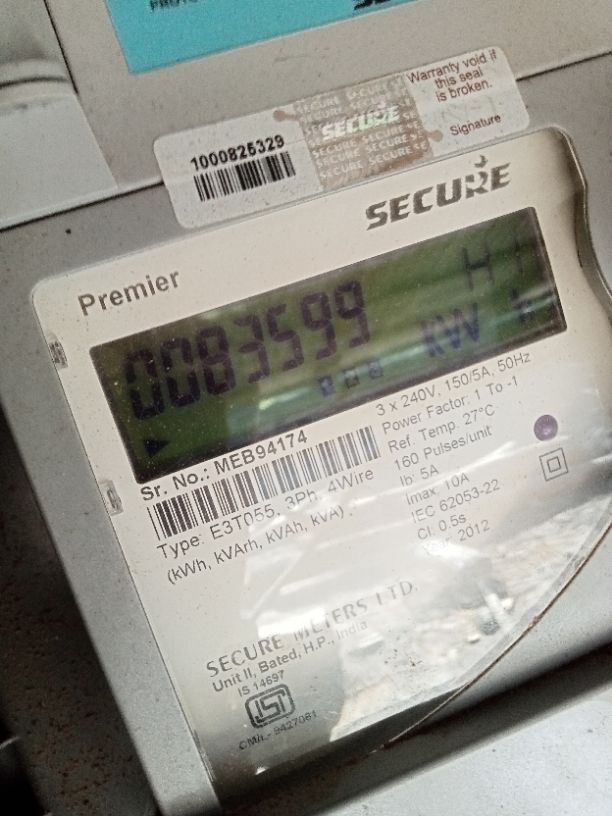 Warranty void if
this seal
is broken.
SECURE
Signature
1000825329
SECURE
Premier
0083599
kW h
3 x 240V, 150/5A, 50Hz
Power Factor: 1 To -1
Ref. Temp. 27°C
160 Pulses/unit
Ib: 5A
Imax. 10A
IEC 62053-22
Cl. 0.5s
Year. 2012
Sr. No.: MEB94174
Type: E3T055, 3Ph, 4Wire
(kWh, kVArh, kVAh, kVA)
SECURE METERS LTD.
Unit II, Bated, H.P., India
IS 14697
ISI
CM/L- 9427061